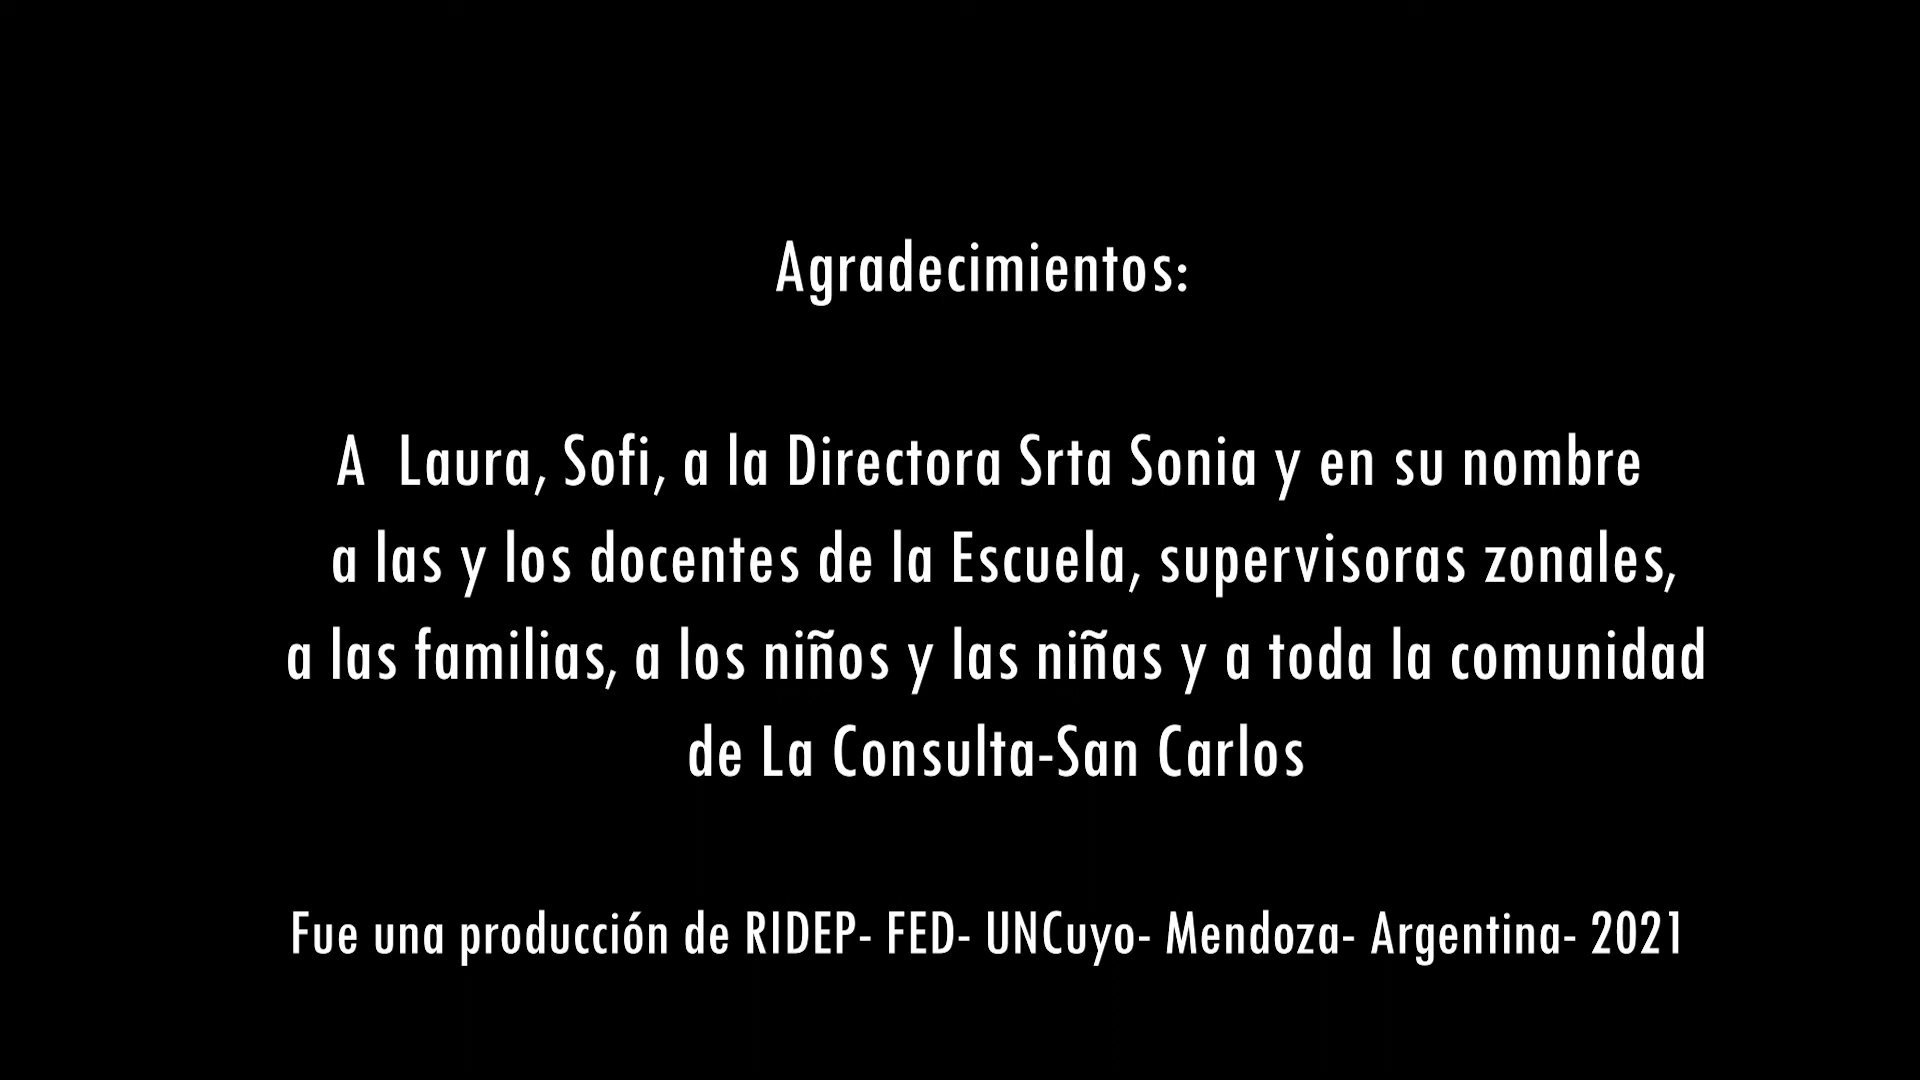 Agradecimientos:
A  Laura, Sofi, a la Directora Srta Sonia y en su nombre
a las y los docentes de la Escuela, supervisoras zonales,
a las familias, a los niños y las niñas y a toda la comunidad
de La Consulta-San Carlos
Fue una producción de RIDEP- FED- UNCuyo- Mendoza- Argentina- 2021